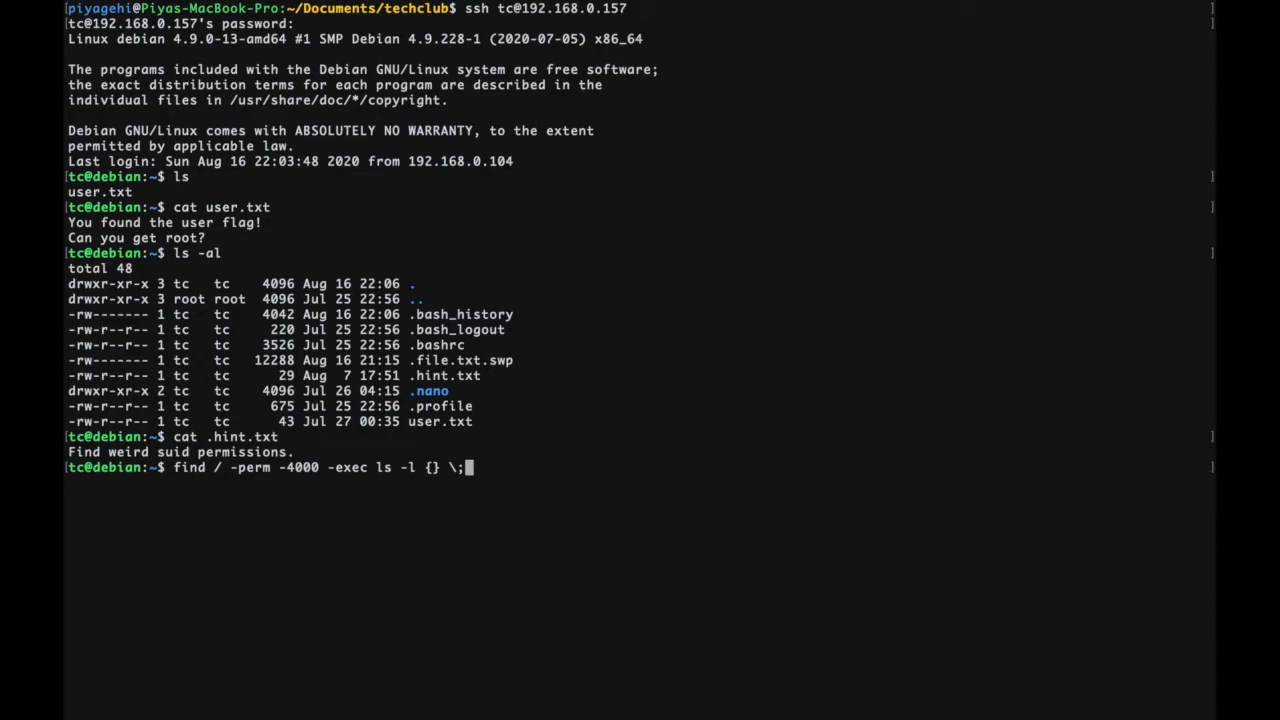 [piyagehi@Piyas-MacBook-Pro:~/Documents/techclub$ ssh tc@192.168.0.157 ]
[tc@192.168.0.157's password: ]
Linux debian 4.9.0-13-amd64 #1 SMP Debian 4.9.228-1 (2020-07-05) x86_64
The programs included with the Debian GNU/Linux system are free software;
the exact distribution terms for each program are described in the
individual files in /usr/share/doc/*/copyright.
Debian GNU/Linux comes with ABSOLUTELY NO WARRANTY, to the extent
permitted by applicable law.
Last login: Sun Aug 16 22:03:48 2020 from 192.168.0.104
[tc@debian:~$ ls ]
user.txt
[tc@debian:~$ cat user.txt ]
You found the user flag!
Can you get root?
[tc@debian:~$ ls -al ]
total 48
drwxr-xr-x 3 tc   tc    4096 Aug 16 22:06 .
drwxr-xr-x 3 root root  4096 Jul 25 22:56 ..
-rw------- 1 tc   tc    4042 Aug 16 22:06 .bash_history
-rw-r--r-- 1 tc   tc     220 Jul 25 22:56 .bash_logout
-rw-r--r-- 1 tc   tc    3526 Jul 25 22:56 .bashrc
-rw------- 1 tc   tc   12288 Aug 16 21:15 .file.txt.swp
-rw-r--r-- 1 tc   tc      29 Aug  7 17:51 .hint.txt
drwxr-xr-x 2 tc   tc    4096 Jul 26 04:15 .nano
-rw-r--r-- 1 tc   tc     675 Jul 25 22:56 .profile
-rw-r--r-- 1 tc   tc      43 Jul 27 00:35 user.txt
[tc@debian:~$ cat .hint.txt ]
Find weird suid permissions.
[tc@debian:~$ find / -perm -4000 -exec ls -l {} \; ]